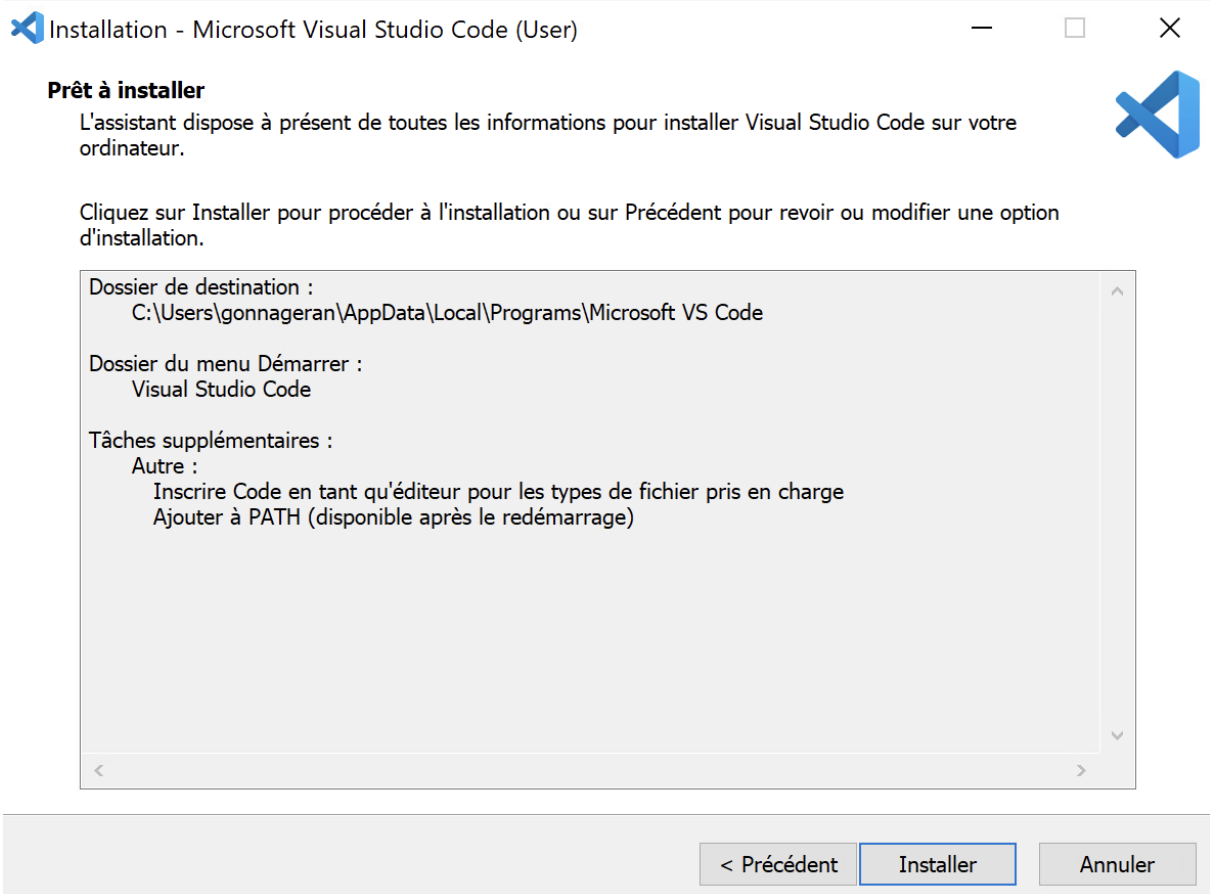 Installation - Microsoft Visual Studio Code (User)
Prêt à installer
L'assistant dispose à présent de toutes les informations pour installer Visual Studio Code sur votre
ordinateur.
Cliquez sur Installer pour procéder à l'installation ou sur Précédent pour revoir ou modifier une option
d'installation.
Dossier de destination :
C:\Users\gonnageran\AppData\Local\Programs\Microsoft VS Code
Dossier du menu Démarrer :
Visual Studio Code
Tâches supplémentaires :
Autre :
Inscrire Code en tant qu'éditeur pour les types de fichier pris en charge
Ajouter à PATH (disponible après le redémarrage)
< Précédent Installer Annuler